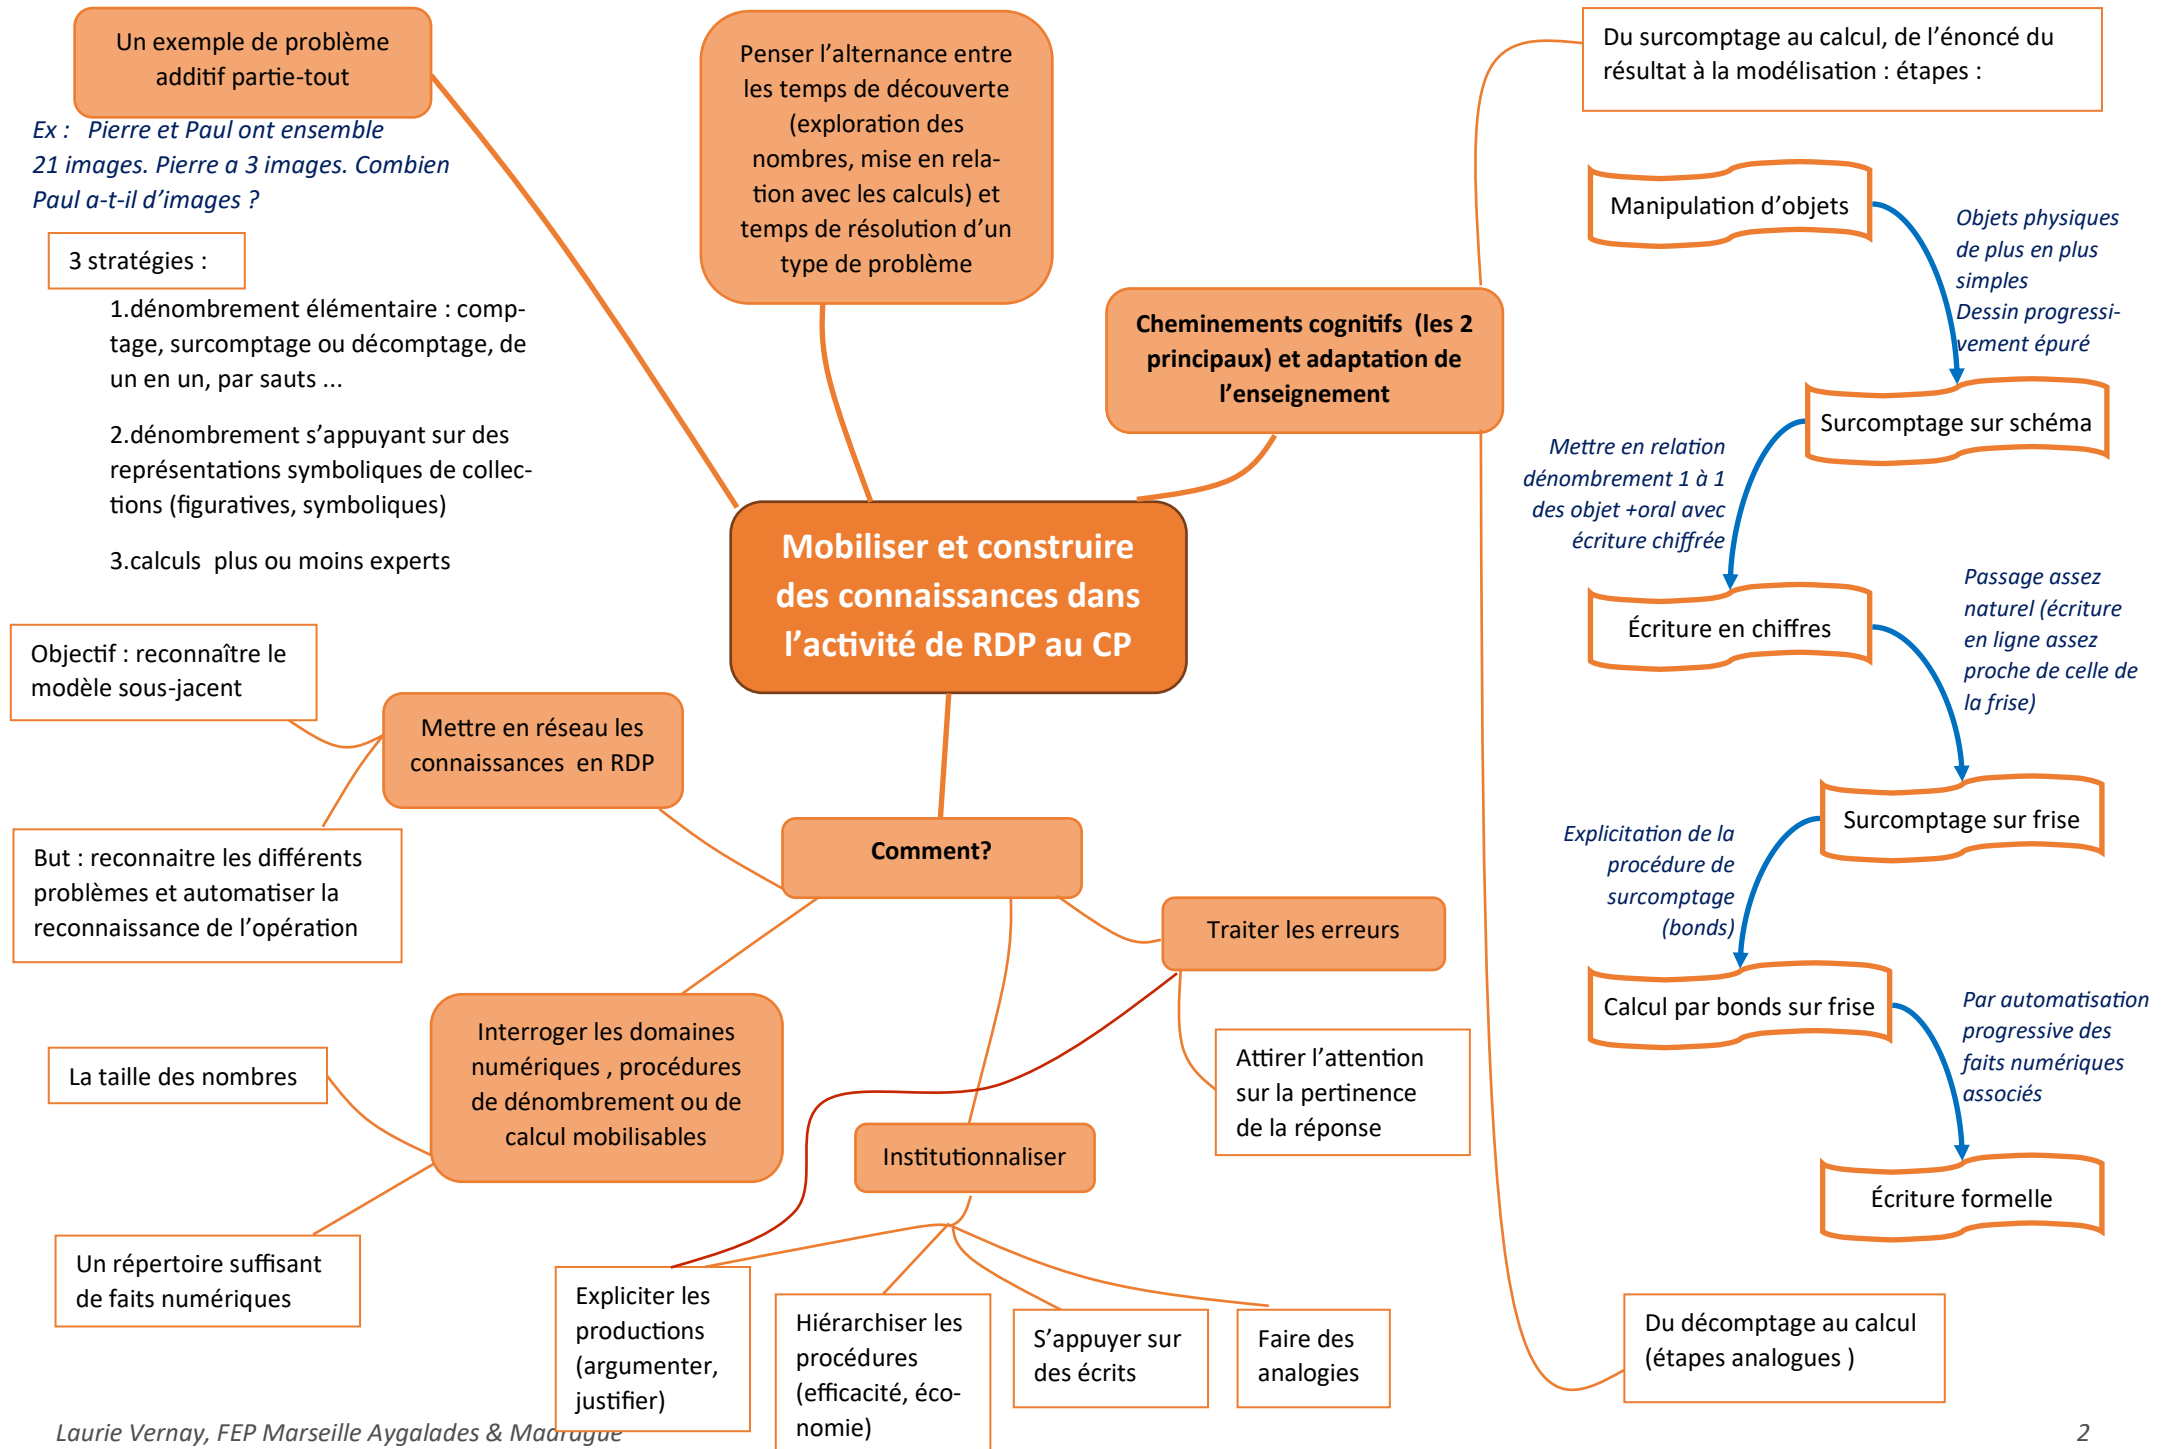 Un exemple de problème
additif partie-tout
Ex :   Pierre et Paul ont ensemble
21 images. Pierre a 3 images. Combien
Paul a-t-il d’images ?
3 stratégies :
1.dénombrement élémentaire : comp-
tage, surcomptage ou décomptage, de
un en un, par sauts ...
2.dénombrement s’appuyant sur des
représentations symboliques de collec-
tions (figuratives, symboliques)
3.calculs  plus ou moins experts
Penser l’alternance entre
les temps de découverte
(exploration des
nombres, mise en rela-
tion avec les calculs) et
temps de résolution d’un
type de problème
Cheminements cognitifs  (les 2
principaux) et adaptation de
l’enseignement
Du surcomptage au calcul, de l’énoncé du
résultat à la modélisation : étapes :
Manipulation d’objets
Objets physiques
de plus en plus
simples
Dessin progressi-
vement épuré
Surcomptage sur schéma
Mettre en relation
dénombrement 1 à 1
des objet +oral avec
écriture chiffrée
Écriture en chiffres
Passage assez
naturel (écriture
en ligne assez
proche de celle de
la frise)
Surcomptage sur frise
Explicitation de la
procédure de
surcomptage
(bonds)
Calcul par bonds sur frise
Par automatisation
progressive des
faits numériques
associés
Écriture formelle
Du décomptage au calcul
(étapes analogues )
Mobiliser et construire
des connaissances dans
l’activité de RDP au CP
Objectif : reconnaître le
modèle sous-jacent
Mettre en réseau les
connaissances  en RDP
But : reconnaitre les différents
problèmes et automatiser la
reconnaissance de l’opération
Comment?
Traiter les erreurs
Attirer l’attention
sur la pertinence
de la réponse
Interroger les domaines
numériques , procédures
de dénombrement ou de
calcul mobilisables
La taille des nombres
Un répertoire suffisant
de faits numériques
Institutionnaliser
Expliciter les
productions
(argumenter,
justifier)
Hiérarchiser les
procédures
(efficacité, éco-
nomie)
S’appuyer sur
des écrits
Faire des
analogies
Laurie Vernay, FEP Marseille Aygalades & Madrague
2